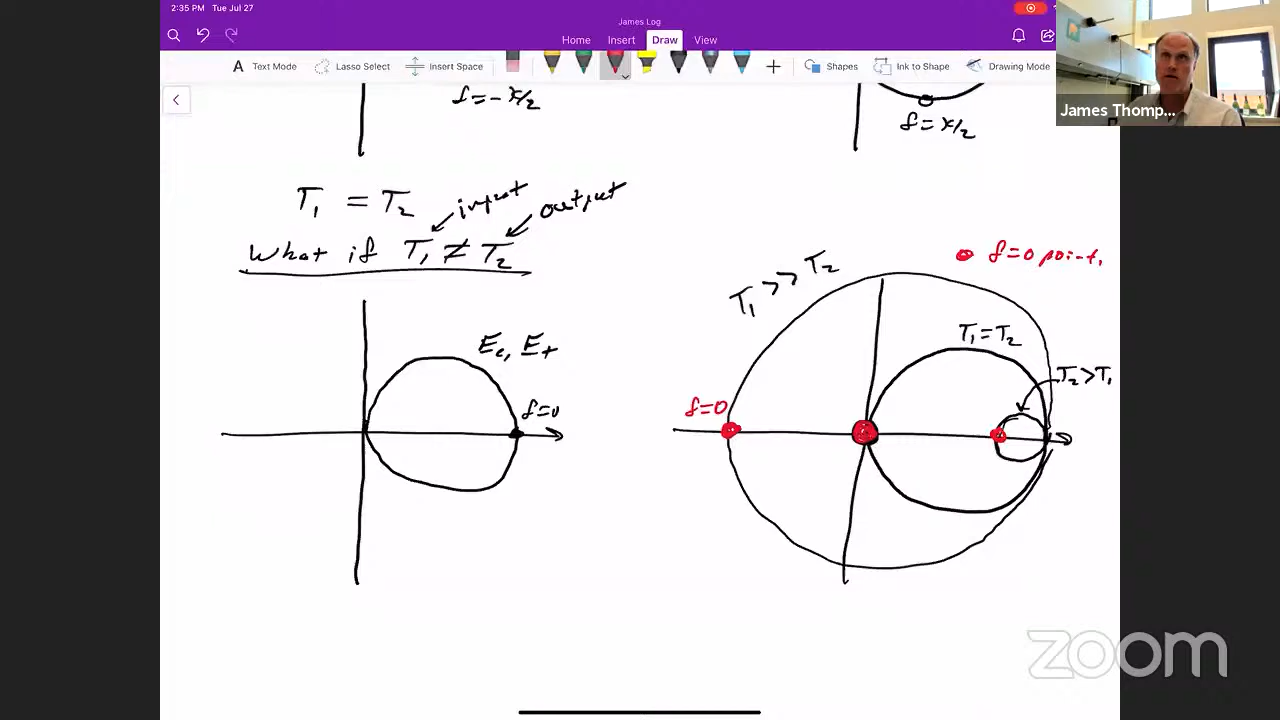 2:35 PM Tue Jul 27
James Log
Home Insert Draw View
Text Mode Lasso Select Insert Space Shapes Ink to Shape Drawing Mode
James Thomp...
f=-γ/2
f=γ/2
T1 = T2
input output
What if T1 ≠ T2
f=0 points
T1 >> T2
T1 = T2
Ec, Et
T2 > T1
f=0
f=0
zoom